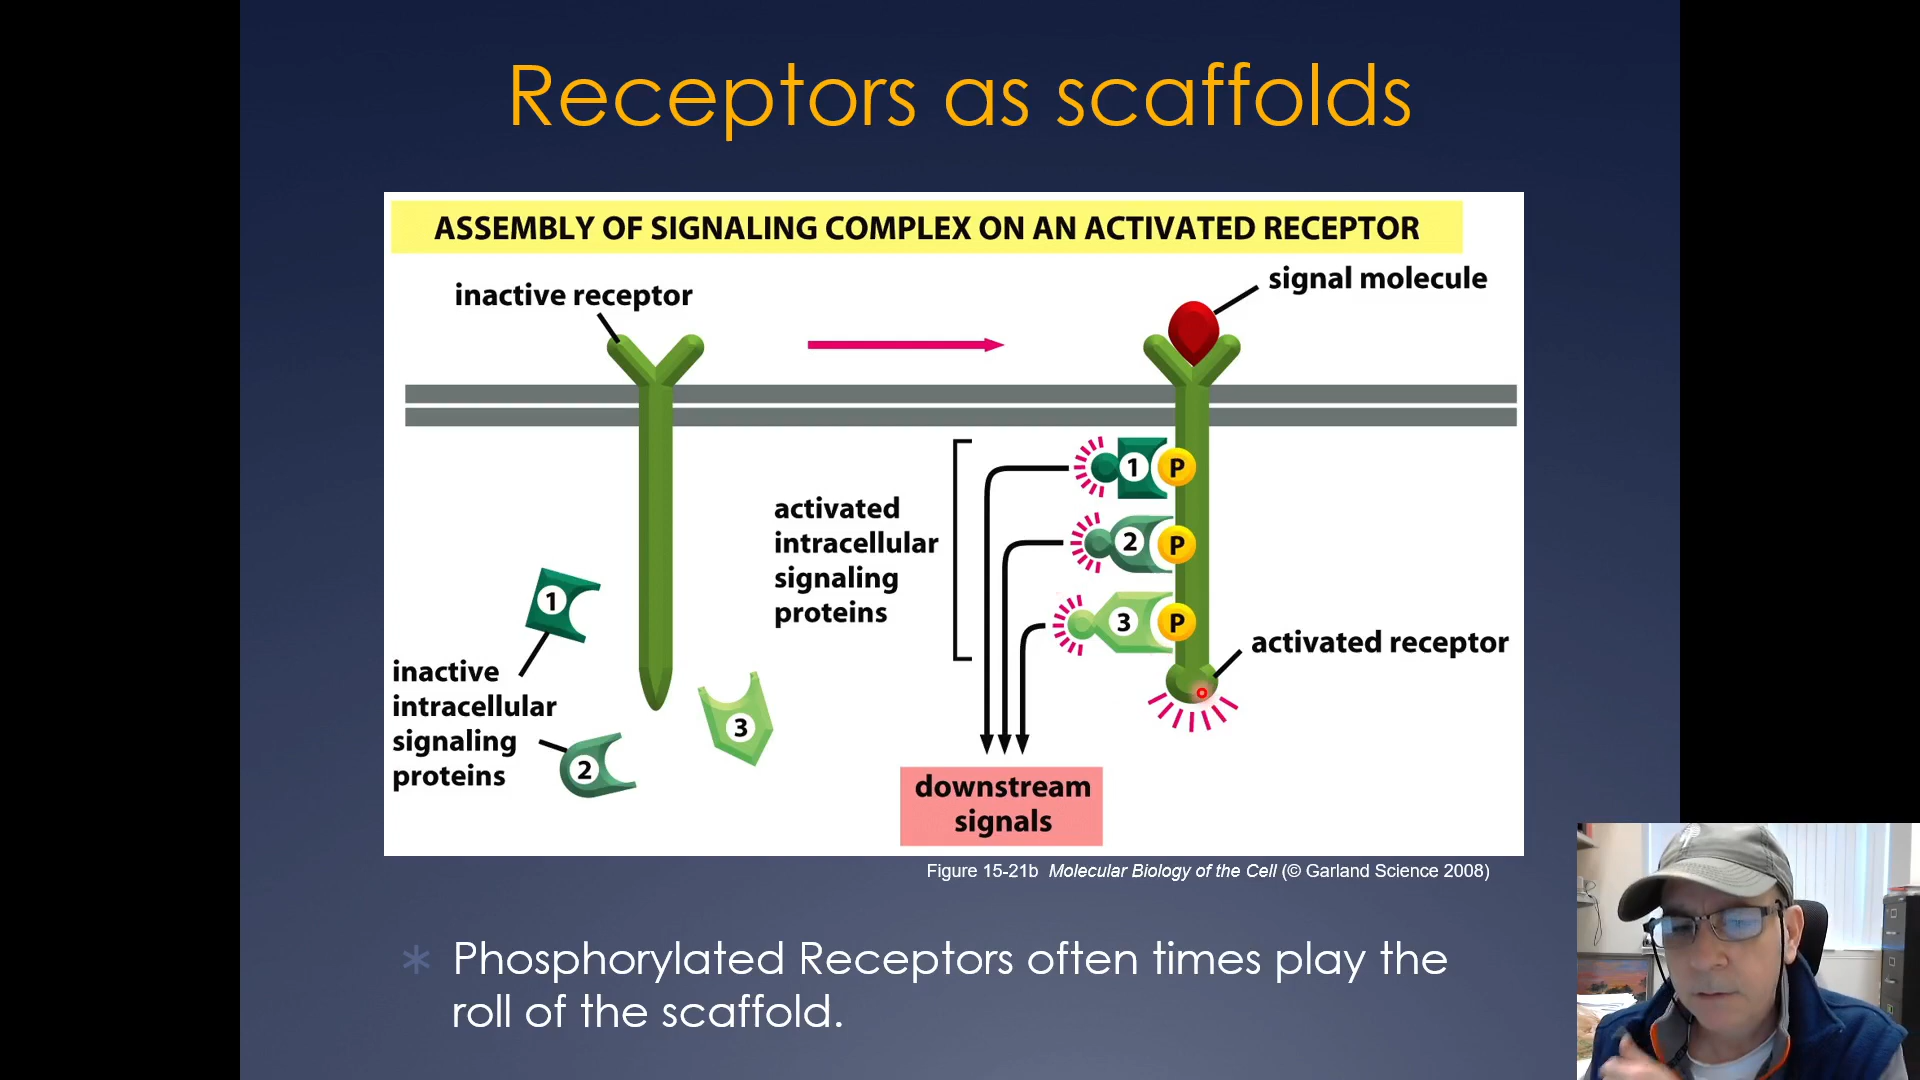 Receptors as scaffolds
ASSEMBLY OF SIGNALING COMPLEX ON AN ACTIVATED RECEPTOR
inactive receptor
signal molecule
activated
intracellular
signaling
proteins
1
P
2
P
3
P
activated receptor
1
inactive
intracellular
signaling
proteins
2
3
downstream
signals
Figure 15-21b Molecular Biology of the Cell (© Garland Science 2008)
* Phosphorylated Receptors often times play the
roll of the scaffold.